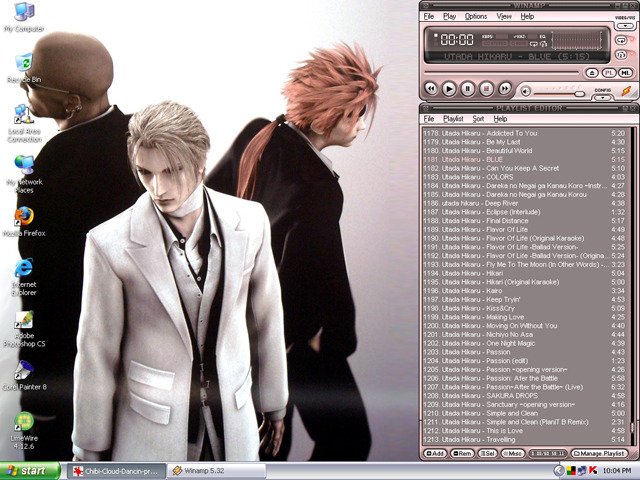 My Computer
Recycle Bin
Local Area
Connection
My Network
Places
Mozilla Firefox
Internet
Explorer
Adobe
Photoshop CS
Corel Painter 8
LimeWire
4.12.6
WINAMP
File Play Options View Help
VIDEO/VIS
00:00
KBPS
KHZ
EQ
UTADA HIKARU - BLUE (5:15)
PL
ML
CONFIG
PLAYLIST EDITOR
File Playlist Sort Help
1178. Utada Hikaru - Addicted To You 5:20
1179. Utada Hikaru - Be My Last 4:30
1180. Utada Hikaru - Beautiful World 5:15
1181. Utada Hikaru - BLUE 5:15
1182. Utada Hikaru - Can You Keep A Secret 5:10
1183. Utada Hikaru - COLORS 4:03
1184. Utada Hikaru - Dareka no Negai ga Kanau Koro ~Instr... 4:27
1185. Utada Hikaru - Dareka no Negai ga Kanau Korou 4:28
1186. utada hikaru - Deep River 4:38
1187. Utada Hikaru - Eclipse (Interlude) 1:32
1188. Utada Hikaru - Final Distance 5:17
1189. Utada Hikaru - Flavor Of Life 4:49
1190. Utada Hikaru - Flavor Of Life (Original Karaoke) 4:48
1191. Utada Hikaru - Flavor Of Life -Ballad Version- 5:25
1192. Utada Hikaru - Flavor Of Life -Ballad Version- (Origina... 5:24
1193. Utada Hikaru - Fly Me To The Moon (In Other Words) - ... 3:23
1194. Utada Hikaru - Hikari 5:04
1195. Utada Hikaru - Hikari (Original Karaoke) 5:00
1196. Utada Hikaru - Kairo 3:34
1197. Utada Hikaru - Keep Tryin' 4:53
1198. Utada Hikaru - Kiss&Cry 5:09
1199. Utada Hikaru - Making Love 4:25
1200. Utada Hikaru - Moving On Without You 4:40
1201. Utada Hikaru - Nichiyo No Asa 4:44
1202. Utada Hikaru - One Night Magic 4:39
1203. Utada Hikaru - Passion 4:43
1204. Utada Hikaru - Passion (edit) 1:23
1205. Utada Hikaru - Passion ~opening version~ 4:26
1206. Utada Hikaru - Passion: Afer the Battle 5:58
1207. Utada Hikaru - Passion~After the Battle~ (Live) 6:32
1208. Utada Hikaru - SAKURA DROPS 4:58
1209. Utada Hikaru - Sanctuary ~opening version~ 4:16
1210. Utada Hikaru - Simple and Clean 5:00
1211. Utada Hikaru - Simple and Clean (PlaniT B Remix) 2:31
1212. Utada Hikaru - This is Love 4:58
1213. Utada Hikaru - Travelling 5:14
Add Rem Sel Misc Manage Playlist
start
Chibi-Cloud-Dancin-pr...
Winamp 5.32
10:04 PM